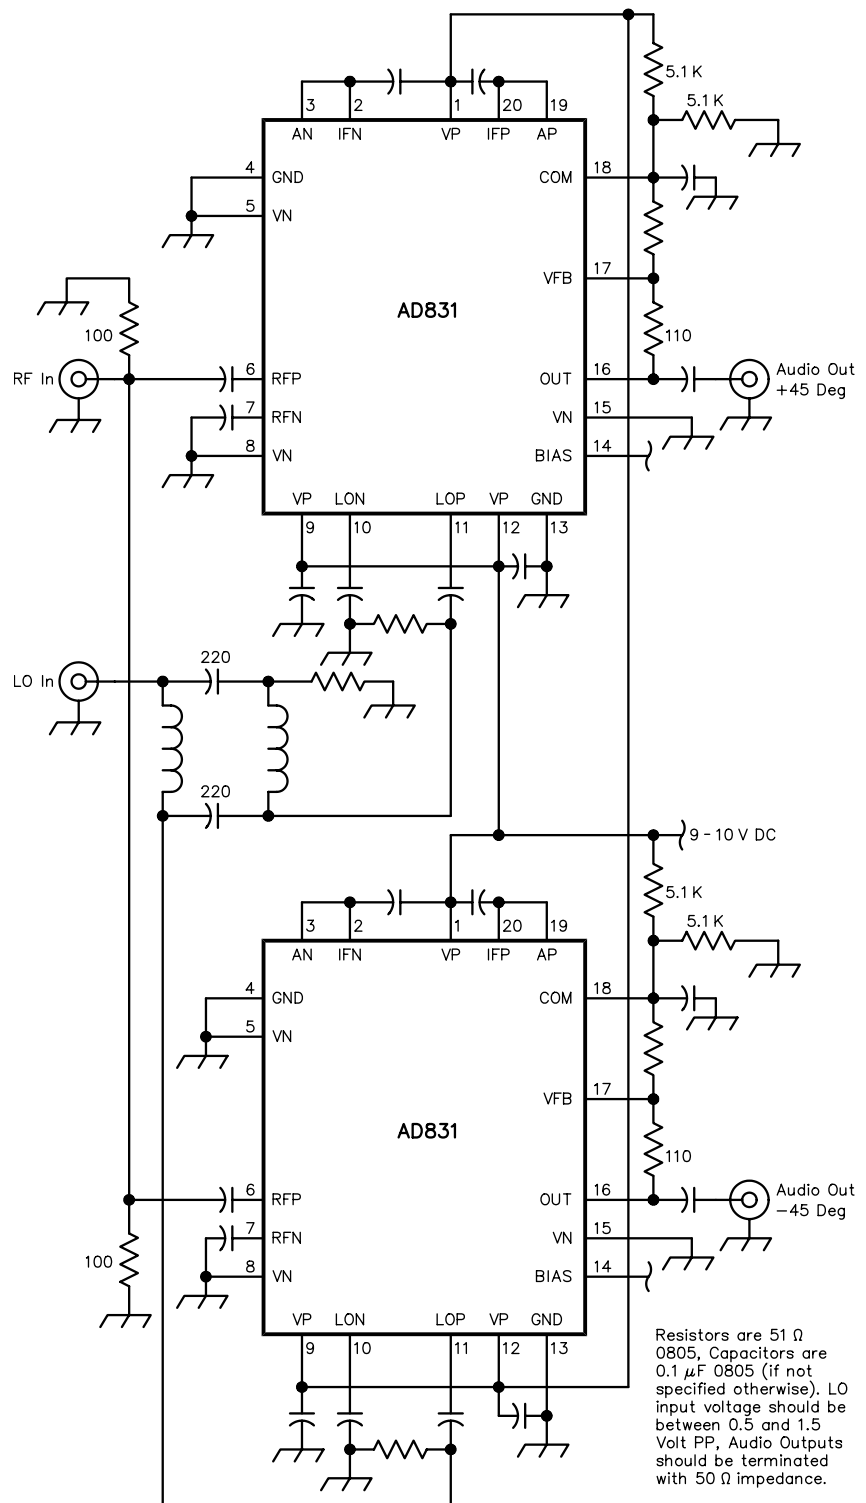 5.1 K
5.1 K
3
2
1
20
19
AN
IFN
VP
IFP
AP
4
GND
COM
18
5
VN
VFB
17
AD831
100
110
RF In
6
RFP
OUT
16
Audio Out
+45 Deg
7
RFN
VN
15
8
VN
BIAS
14
VP
LON
LOP
VP
GND
9
10
11
12
13
220
LO In
220
9 – 10 V DC
5.1 K
5.1 K
3
2
1
20
19
AN
IFN
VP
IFP
AP
4
GND
COM
18
5
VN
VFB
17
AD831
110
6
RFP
OUT
16
Audio Out
–45 Deg
7
RFN
VN
15
100
8
VN
BIAS
14
VP
LON
LOP
VP
GND
9
10
11
12
13
Resistors are 51 Ω
0805, Capacitors are
0.1 μF 0805 (if not
specified otherwise). LO
input voltage should be
between 0.5 and 1.5
Volt PP, Audio Outputs
should be terminated
with 50 Ω impedance.